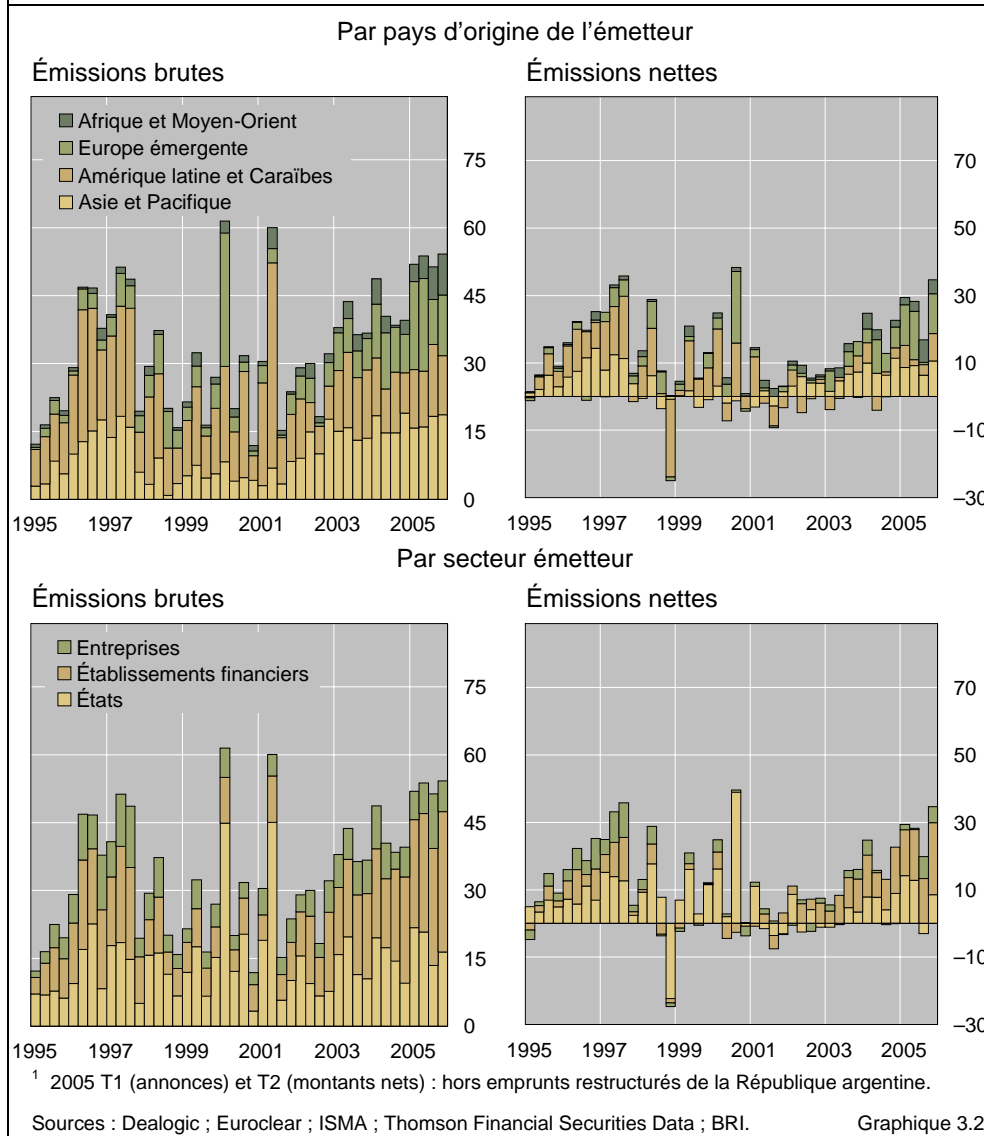 Par pays d'origine de l'émetteur
Émissions brutes
Émissions nettes
Afrique et Moyen-Orient
Europe émergente
Amérique latine et Caraïbes
Asie et Pacifique
75
60
45
30
15
0
70
50
30
10
–10
–30
1995 1997 1999 2001 2003 2005
1995 1997 1999 2001 2003 2005
Par secteur émetteur
Émissions brutes
Émissions nettes
Entreprises
Établissements financiers
États
75
60
45
30
15
0
70
50
30
10
–10
–30
1995 1997 1999 2001 2003 2005
1995 1997 1999 2001 2003 2005
1 2005 T1 (annonces) et T2 (montants nets) : hors emprunts restructurés de la République argentine.
Sources : Dealogic ; Euroclear ; ISMA ; Thomson Financial Securities Data ; BRI. Graphique 3.2